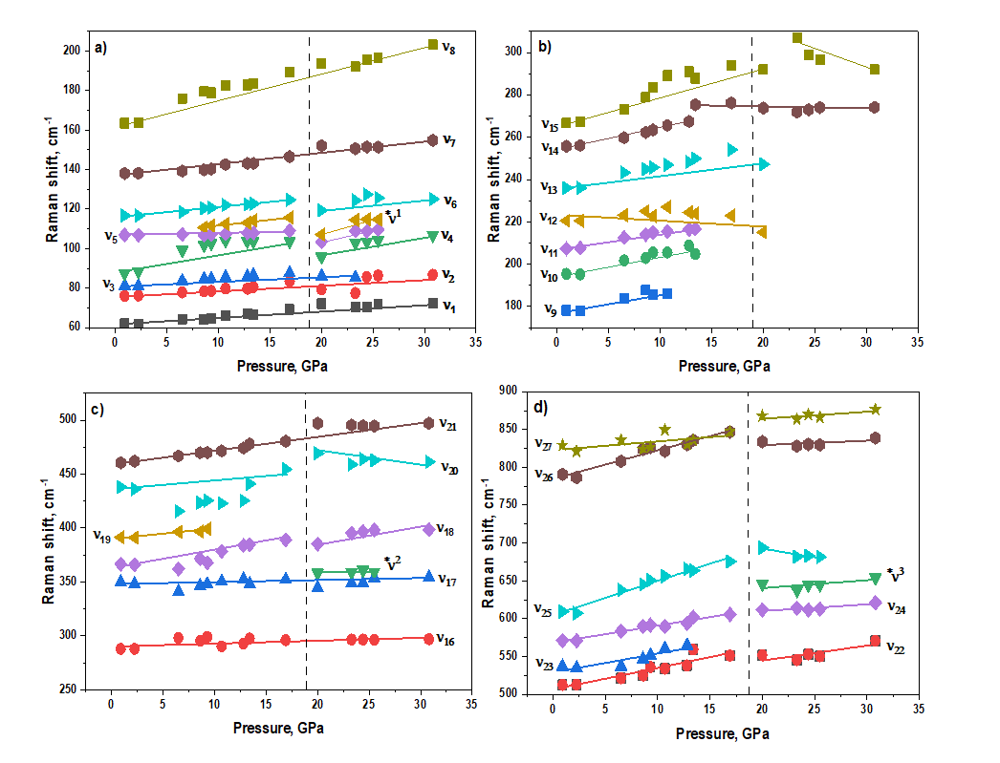 a)
200
180
160
140
120
100
80
60
0 5 10 15 20 25 30 35
Raman shift, cm-1
Pressure, GPa
ν8
ν7
ν6
*ν1
ν5
ν4
ν3
ν2
ν1
b)
300
280
260
240
220
200
180
0 5 10 15 20 25 30 35
Raman shift, cm-1
Pressure, GPa
ν15
ν14
ν13
ν12
ν11
ν10
ν9
c)
500
450
400
350
300
250
0 5 10 15 20 25 30 35
Raman shift, cm-1
Pressure, GPa
ν21
ν20
ν19
ν18
*ν2
ν17
ν16
d)
900
850
800
750
700
650
600
550
500
0 5 10 15 20 25 30 35
Raman shift, cm-1
Pressure, GPa
ν27
ν26
ν25
*ν3
ν24
ν23
ν22